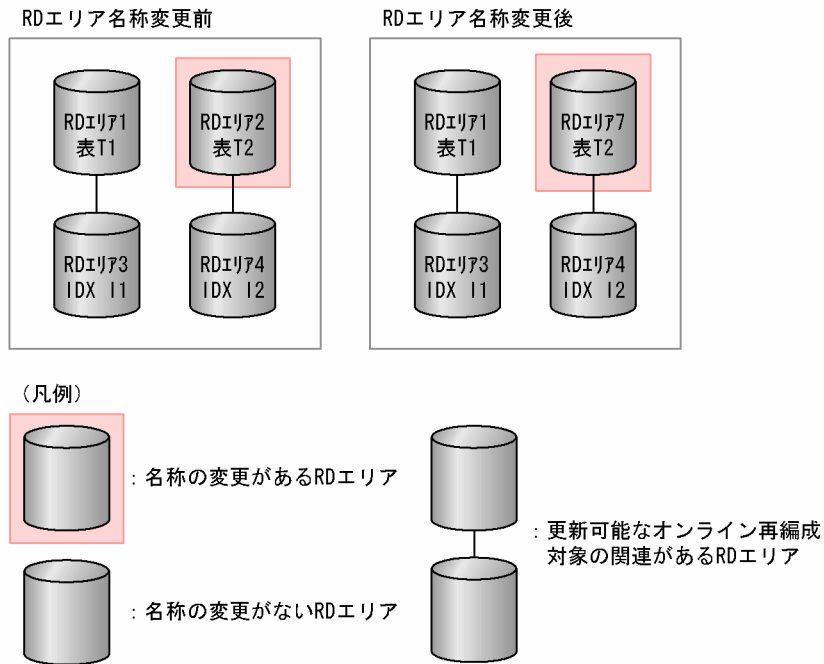 RDエリア名称変更前
RDエリア名称変更後
RDｴﾘｱ1
表T1
RDｴﾘｱ2
表T2
RDｴﾘｱ3
IDX I1
RDｴﾘｱ4
IDX I2
RDｴﾘｱ1
表T1
RDｴﾘｱ7
表T2
RDｴﾘｱ3
IDX I1
RDｴﾘｱ4
IDX I2
(凡例)
：名称の変更があるRDエリア
：名称の変更がないRDエリア
：更新可能なオンライン再編成
対象の関連があるRDエリア